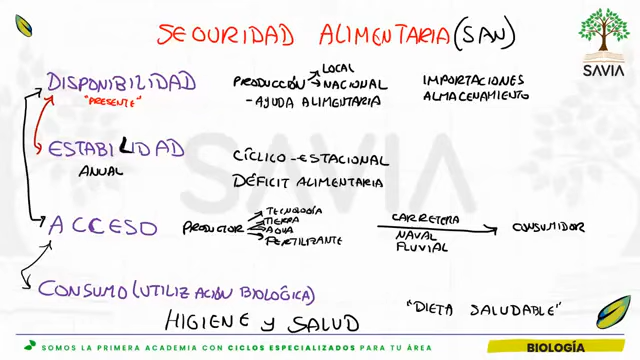 SEGURIDAD ALIMENTARIA (SAN)
SAVIA
DISPONIBILIDAD
"PRESENTE"
PRODUCCIÓN
LOCAL
NACIONAL
- AYUDA ALIMENTARIA
IMPORTACIONES
ALMACENAMIENTO
ESTABILIDAD
ANUAL
CÍCLICO - ESTACIONAL
DÉFICIT ALIMENTARIA
ACCESO
PRODUCTOR
TECNOLOGÍA
TIERRA
AGUA
FERTILIZANTE
CARRETERA
NAVAL
FLUVIAL
CONSUMIDOR
CONSUMO (UTILIZACIÓN BIOLÓGICA)
HIGIENE Y SALUD
"DIETA SALUDABLE"
SAVIA
SOMOS LA PRIMERA ACADEMIA CON CICLOS ESPECIALIZADOS PARA TU ÁREA
BIOLOGÍA